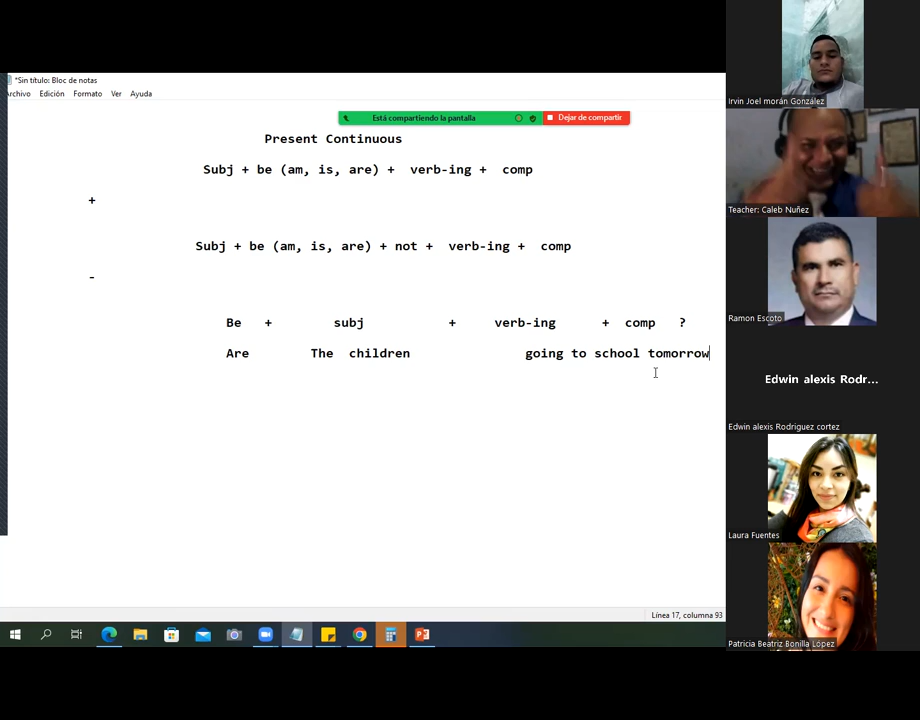 *Sin título: Bloc de notas
Archivo Edición Formato Ver Ayuda
Está compartiendo la pantalla Dejar de compartir
Present Continuous
Subj + be (am, is, are) + verb-ing + comp
+
Subj + be (am, is, are) + not + verb-ing + comp
-
Be + subj + verb-ing + comp ?
Are The children going to school tomorrow
Línea 17, columna 93
Irvin Joel morán González
Teacher: Caleb Nuñez
Ramon Escoto
Edwin alexis Rodr...
Edwin alexis Rodriguez cortez
Laura Fuentes
Patricia Beatriz Bonilla López